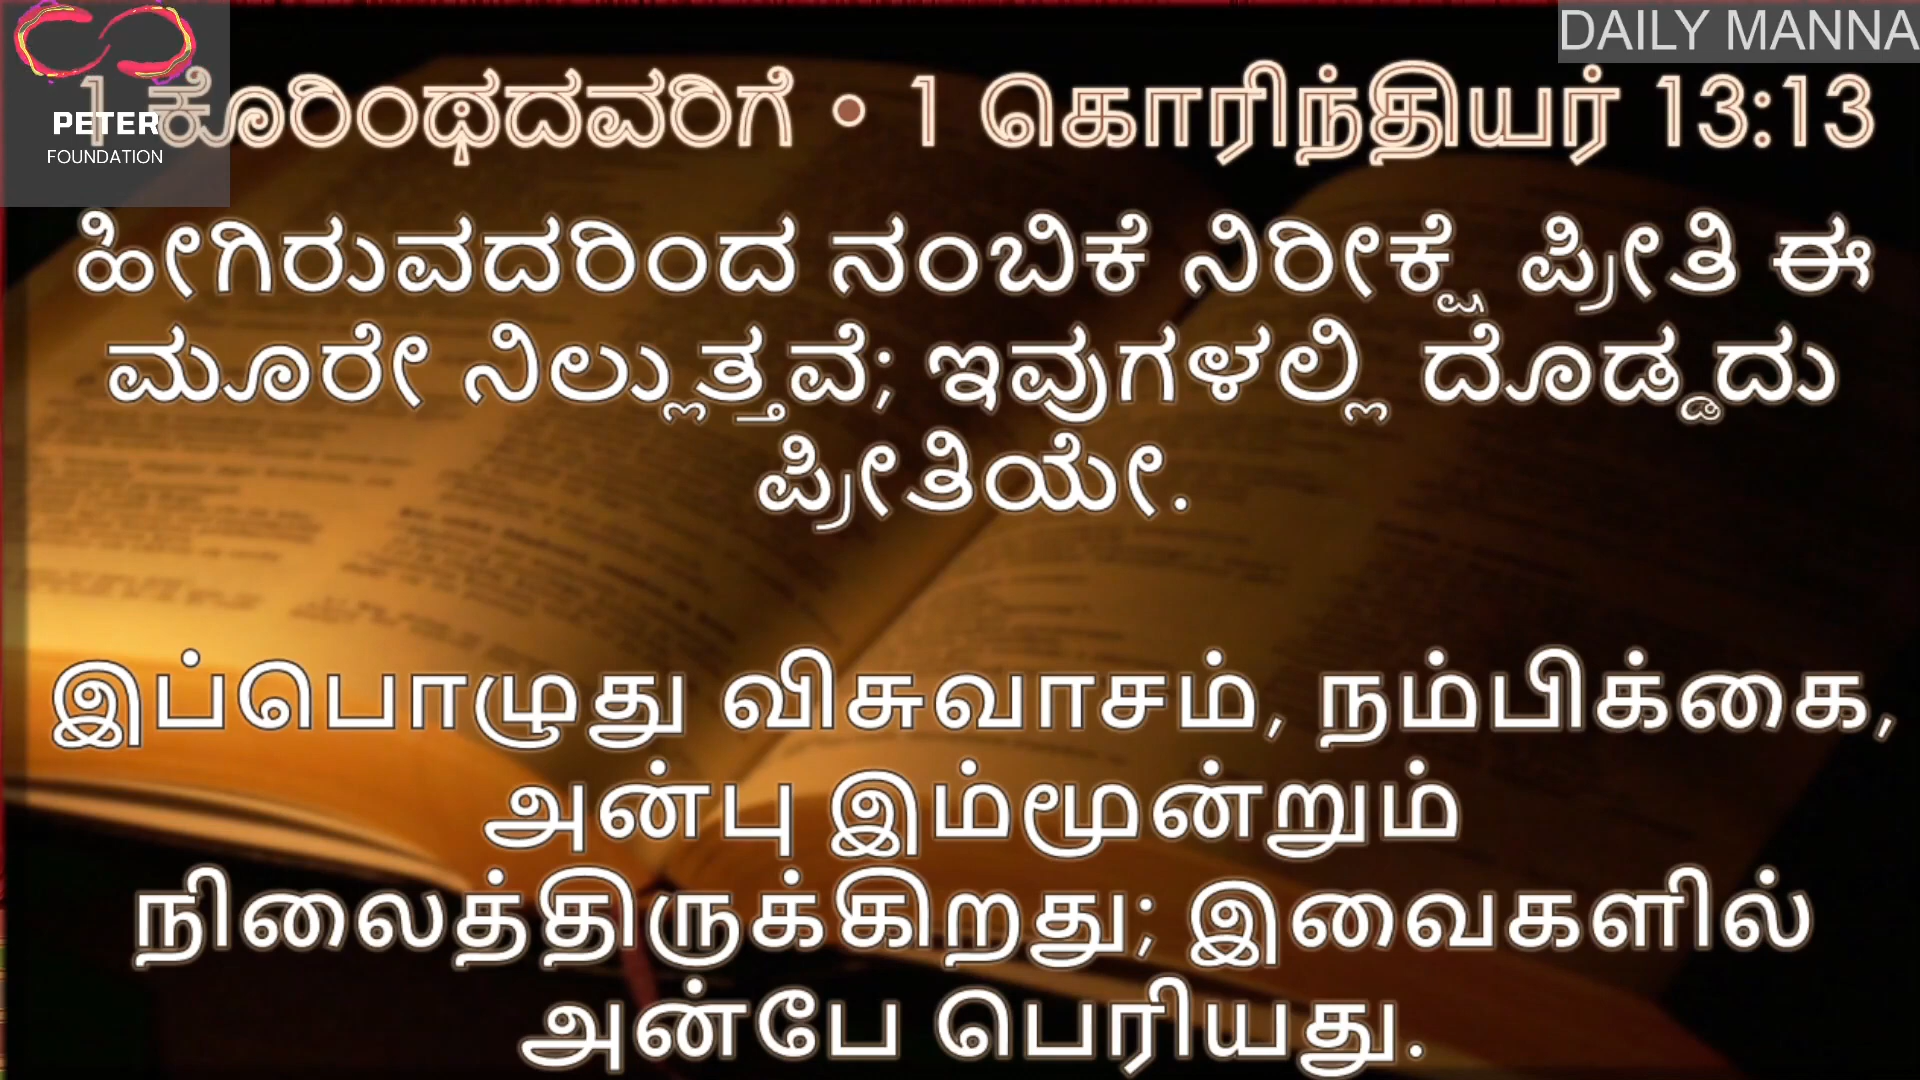 DAILY MANNA
PETER
FOUNDATION
1 ಕೊರಿಂಥದವರಿಗೆ • 1 கொரிந்தியர் 13:13
ಹೀಗಿರುವದರಿಂದ ನಂಬಿಕೆ ನಿರೀಕ್ಷೆ ಪ್ರೀತಿ ಈ
ಮೂರೇ ನಿಲ್ಲುತ್ತವೆ; ಇವುಗಳಲ್ಲಿ ದೊಡ್ಡದು
ಪ್ರೀತಿಯೇ.
இப்பொழுது விசுவாசம், நம்பிக்கை,
அன்பு இம்மூன்றும்
நிலைத்திருக்கிறது; இவைகளில்
அன்பே பெரியது.